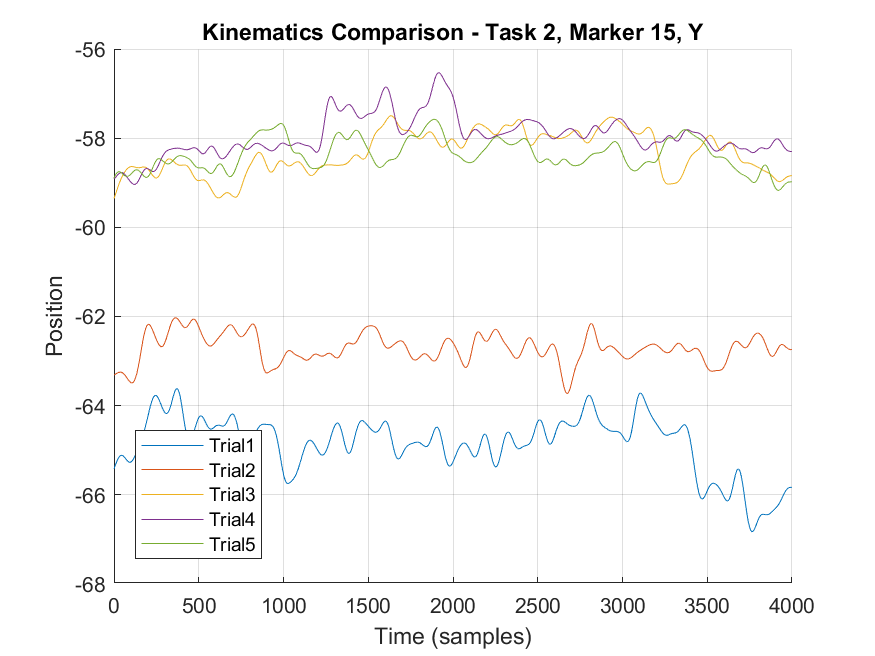 Kinematics Comparison - Task 2, Marker 15, Y
-56
-58
-60
-62
-64
-66
-68
Position
Trial1
Trial2
Trial3
Trial4
Trial5
0 500 1000 1500 2000 2500 3000 3500 4000
Time (samples)